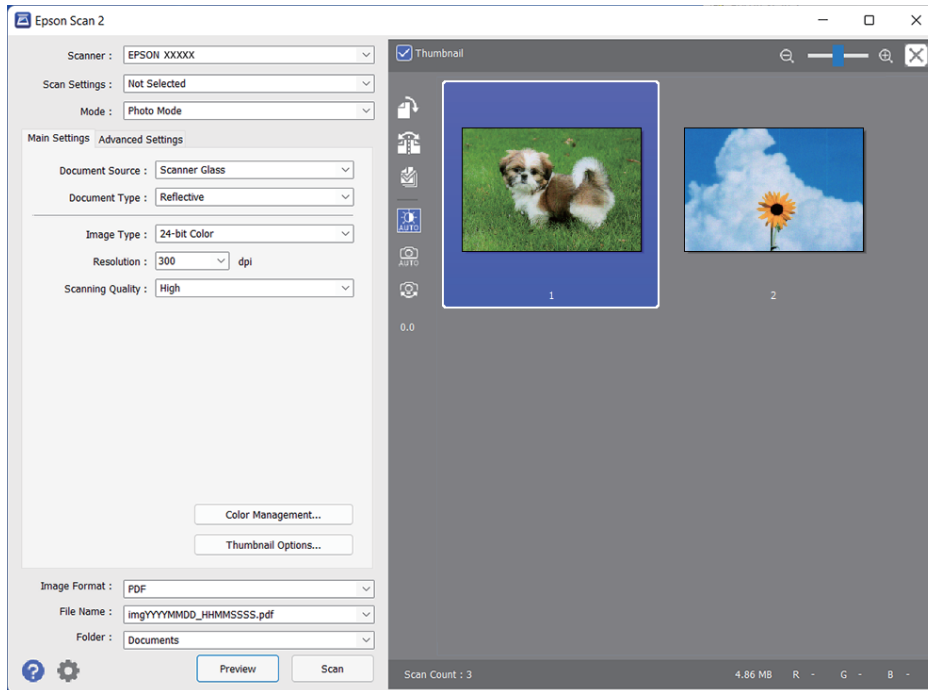 Epson Scan 2
Scanner : EPSON XXXXX
Scan Settings : Not Selected
Mode : Photo Mode
Main Settings Advanced Settings
Document Source : Scanner Glass
Document Type : Reflective
Image Type : 24-bit Color
Resolution : 300 dpi
Scanning Quality : High
Color Management...
Thumbnail Options...
Image Format : PDF
File Name : imgYYYYMMDD_HHMMSSSS.pdf
Folder : Documents
? Preview Scan
Thumbnail
AUTO
AUTO
0.0
1 2
Scan Count : 3 4.86 MB R - G - B -